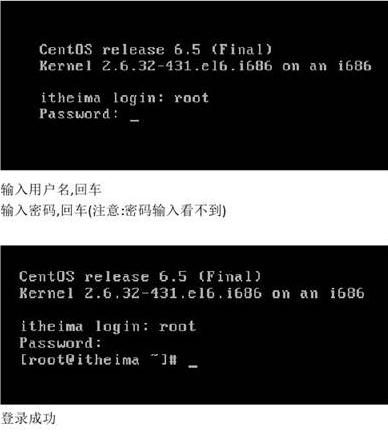 CentOS release 6.5 (Final)
Kernel 2.6.32-431.el6.i686 on an i686
itheima login: root
Password: _
输入用户名,回车
输入密码,回车(注意:密码输入看不到)
CentOS release 6.5 (Final)
Kernel 2.6.32-431.el6.i686 on an i686
itheima login: root
Password:
[root@itheima ~]# _
登录成功